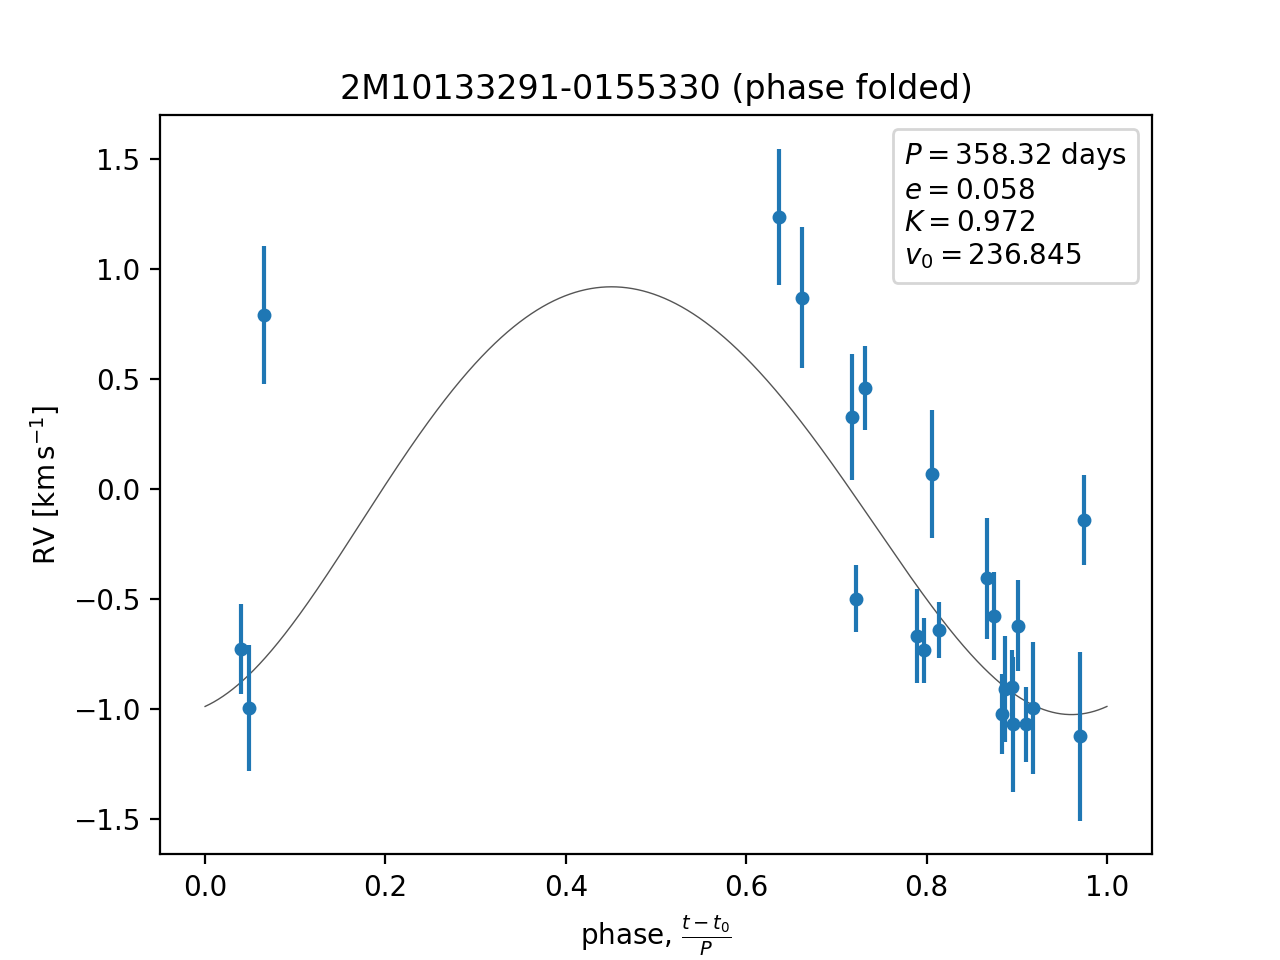 2M10133291-0155330 (phase folded)
P = 358.32 days
e = 0.058
K = 0.972
v₀ = 236.845
RV [km s⁻¹]
1.5
1.0
0.5
0.0
−0.5
−1.0
−1.5
0.0 0.2 0.4 0.6 0.8 1.0
phase, (t − t₀)/P